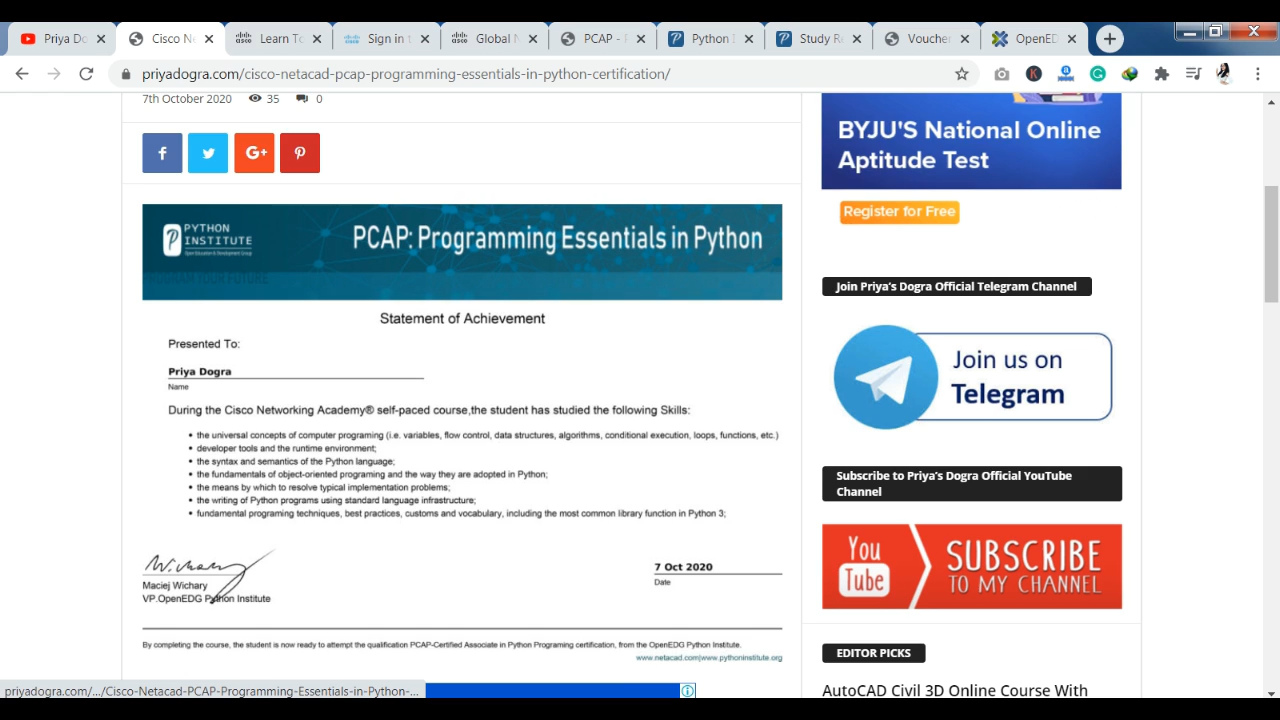 Priya Do
Cisco N
Learn To
Sign in t
Global N
PCAP - P
Python I
Study R
Voucher
OpenED
priyadogra.com/cisco-netacad-pcap-programming-essentials-in-python-certification/
7th October 2020 35 0
f G+
BYJU'S National Online
Aptitude Test
Register for Free
PYTHON
INSTITUTE
Open Education & Development Group
PROGRAM YOUR FUTURE
PCAP: Programming Essentials in Python
Statement of Achievement
Presented To:
Priya Dogra
Name
During the Cisco Networking Academy® self-paced course,the student has studied the following Skills:
• the universal concepts of computer programing (i.e. variables, flow control, data structures, algorithms, conditional execution, loops, functions, etc.)
• developer tools and the runtime environment;
• the syntax and semantics of the Python language;
• the fundamentals of object-oriented programing and the way they are adopted in Python;
• the means by which to resolve typical implementation problems;
• the writing of Python programs using standard language infrastructure;
• fundamental programing techniques, best practices, customs and vocabulary, including the most common library function in Python 3;
M.Wichary
Maciej Wichary
VP.OpenEDG Python Institute
7 Oct 2020
Date
By completing the course, the student is now ready to attempt the qualification PCAP-Certified Associate in Python Programing certification, from the OpenEDG Python Institute.
www.netacad.com|www.pythoninstitute.org
Join Priya's Dogra Official Telegram Channel
Join us on
Telegram
Subscribe to Priya's Dogra Official YouTube
Channel
You
Tube
SUBSCRIBE
TO MY CHANNEL
EDITOR PICKS
AutoCAD Civil 3D Online Course With
priyadogra.com/.../Cisco-Netacad-PCAP-Programming-Essentials-in-Python-...